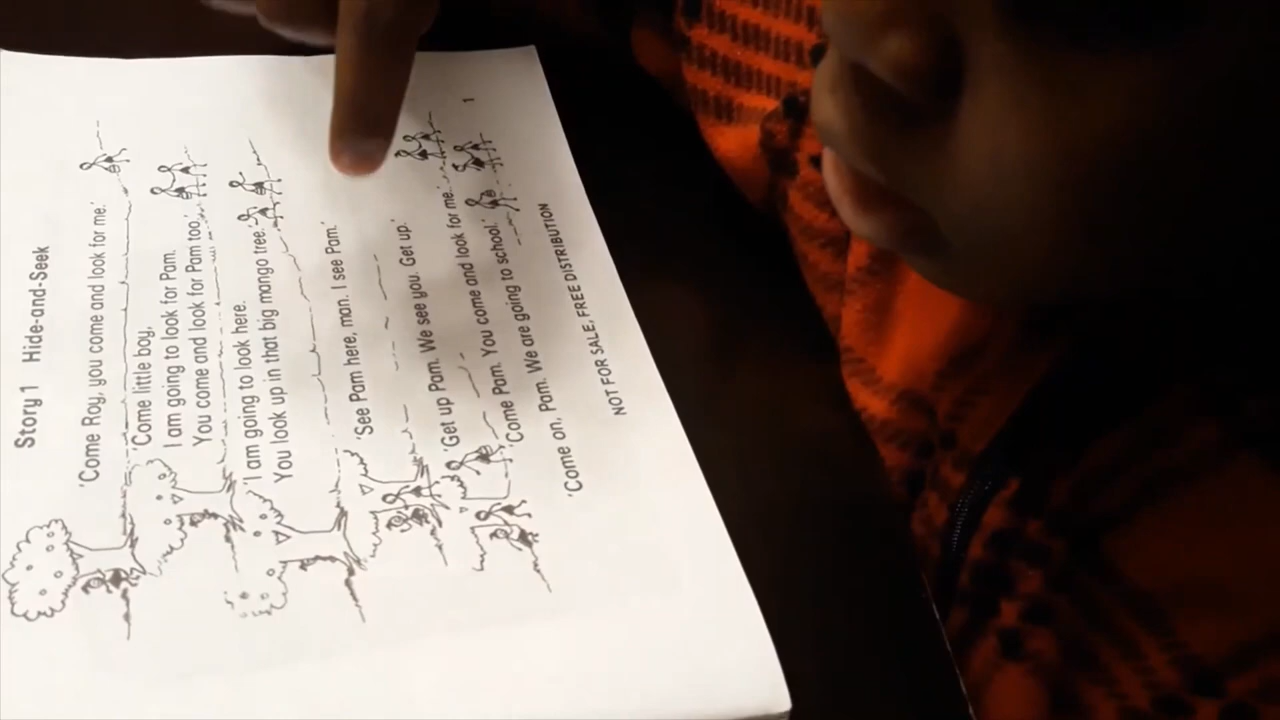 Story 1 Hide-and-Seek
‘Come Roy, you come and look for me.’
‘Come little boy,
I am going to look for Pam.
You come and look for Pam too.’
‘I am going to look here.
You look up in that big mango tree.’
‘See Pam here, man. I see Pam.’
‘Get up Pam. We see you. Get up.’
‘Come Pam. You come and look for me.’
‘Come on, Pam. We are going to school.’
NOT FOR SALE, FREE DISTRIBUTION
1